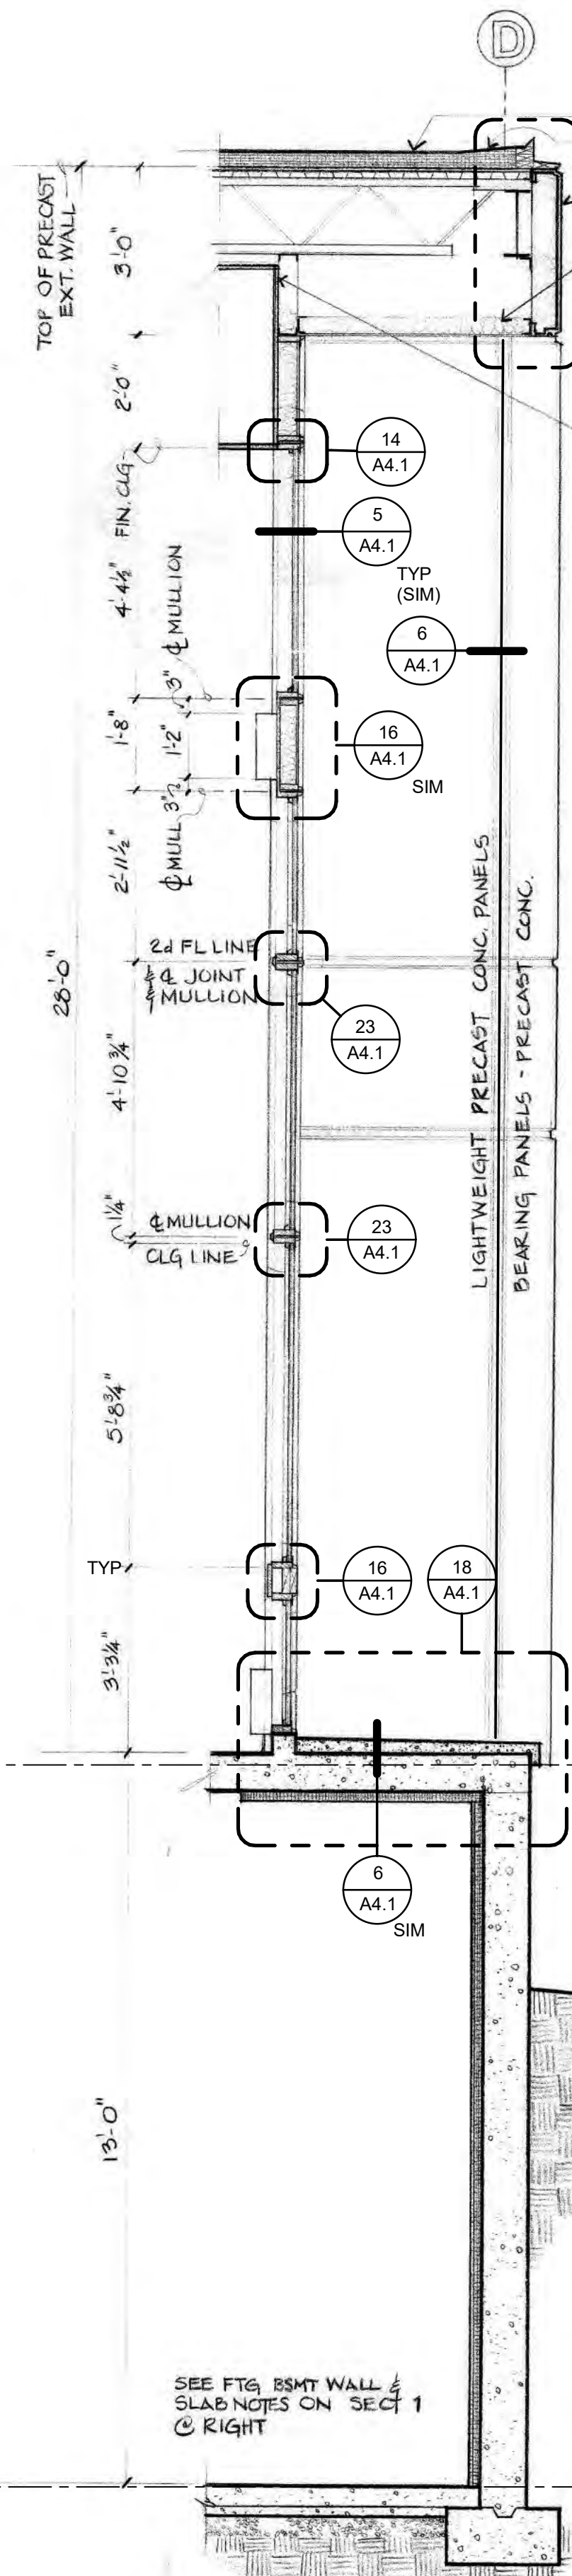 D
TOP OF PRECAST
EXT. WALL
3'-0"
2'-0"
FIN. CLG
14
A4.1
5
A4.1
TYP
(SIM)
4'-4½"
℄ MULLION
3"
6
A4.1
1'-8"
1'-2"
16
A4.1
SIM
3"
℄ MULL
2'-11½"
LIGHTWEIGHT PRECAST CONC. PANELS
BEARING PANELS - PRECAST CONC.
28'-0"
2d FL LINE
& ℄ JOINT
& MULLION
23
A4.1
4'-10¾"
1¼"
℄ MULLION
CLG LINE
23
A4.1
5'-8¾"
TYP
16
A4.1
18
A4.1
3'-3¼"
6
A4.1
SIM
13'-0"
SEE FTG BSMT WALL &
SLAB NOTES ON SECT 1
@ RIGHT